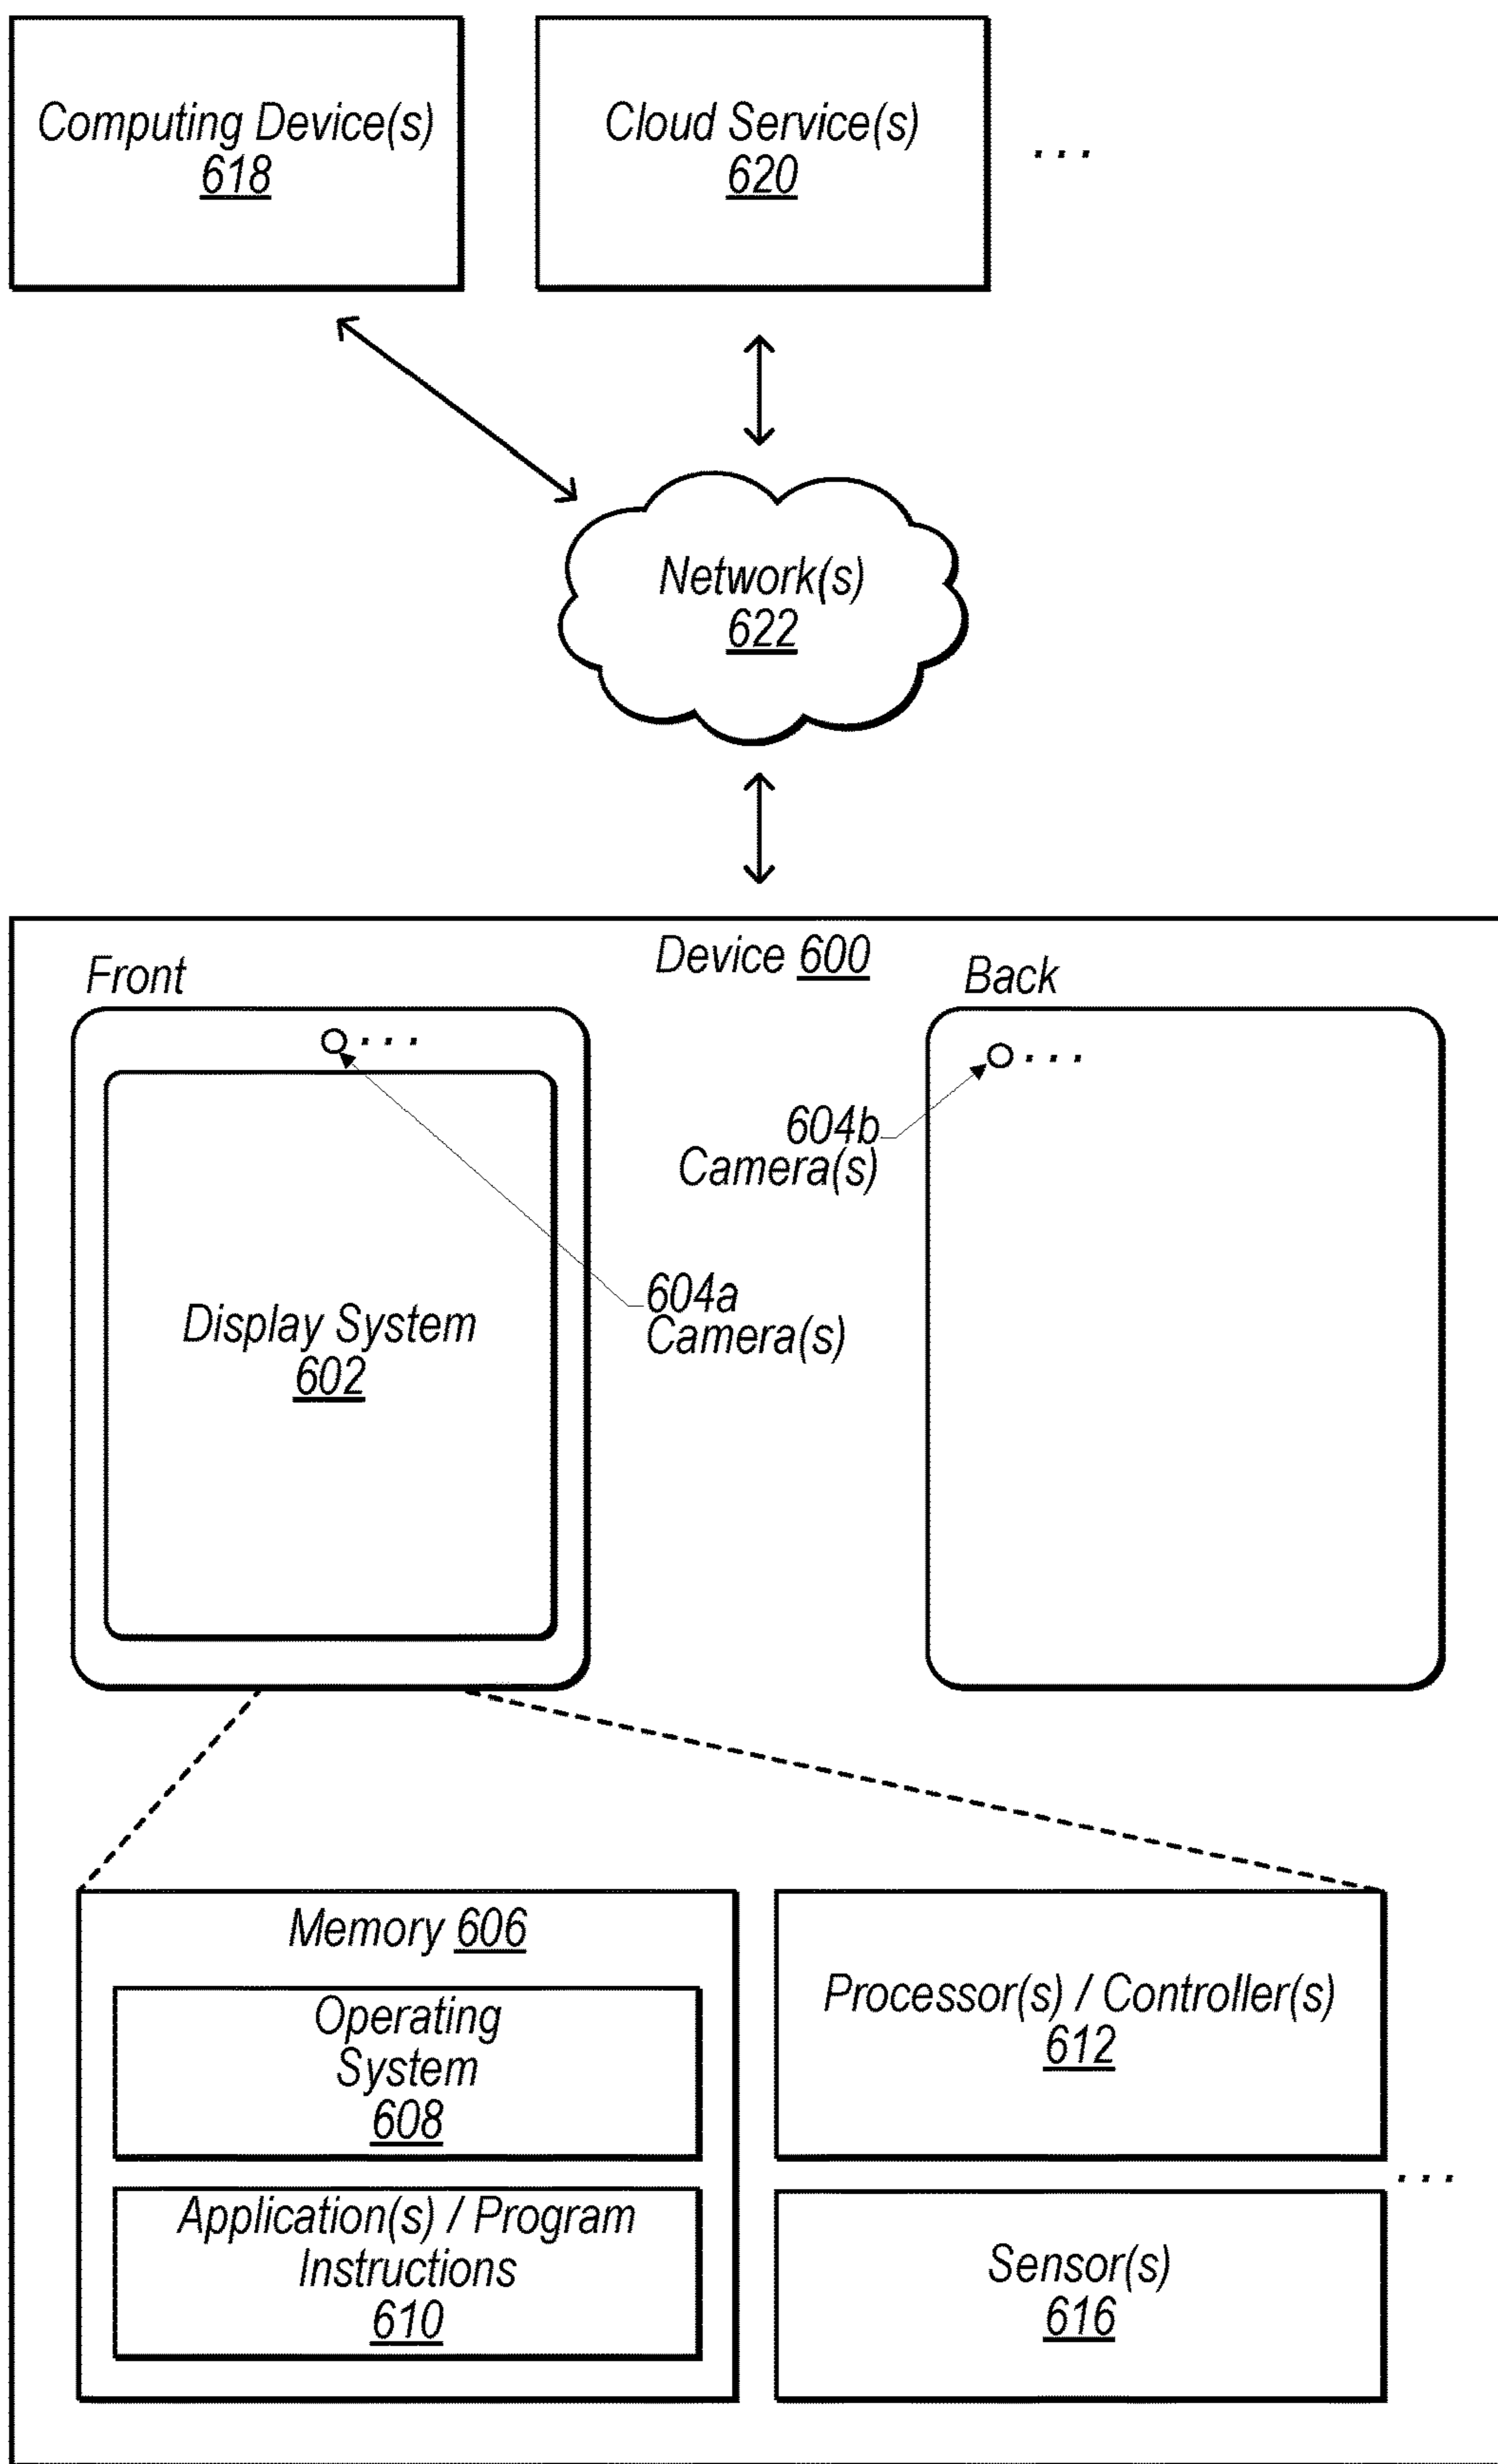 Computing Device(s)
618
Cloud Service(s)
620
...
Network(s)
622
Device 600
Front
Back
...
...
604b
Camera(s)
604a
Camera(s)
Display System
602
Memory 606
Operating
System
608
Application(s) / Program
Instructions
610
Processor(s) / Controller(s)
612
...
Sensor(s)
616